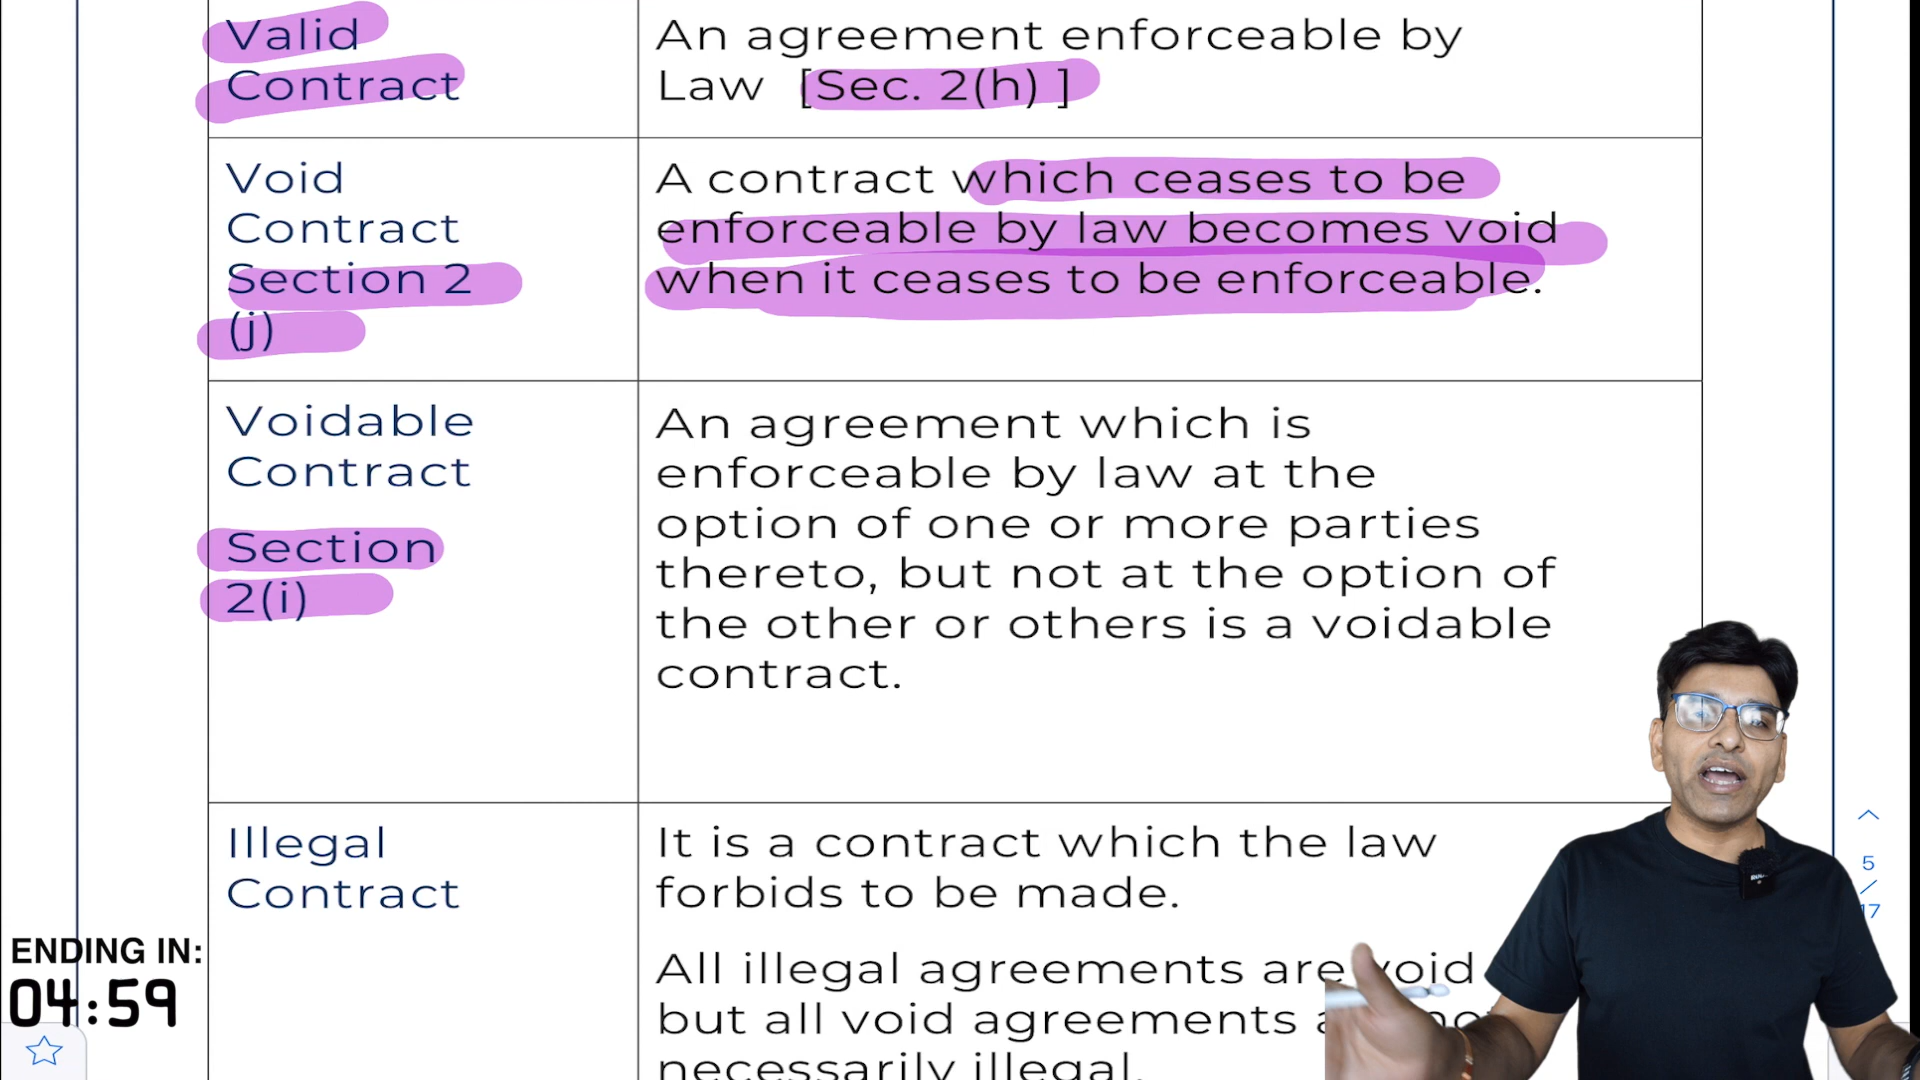 Valid
Contract
An agreement enforceable by
Law [Sec. 2(h) ]
Void
Contract
Section 2
(j)
A contract which ceases to be
enforceable by law becomes void
when it ceases to be enforceable.
Voidable
Contract
Section
2(i)
An agreement which is
enforceable by law at the
option of one or more parties
thereto, but not at the option of
the other or others is a voidable
contract.
Illegal
Contract
It is a contract which the law
forbids to be made.
All illegal agreements are void
but all void agreements
necessarily illegal.
5
/
17
ENDING IN:
04:59